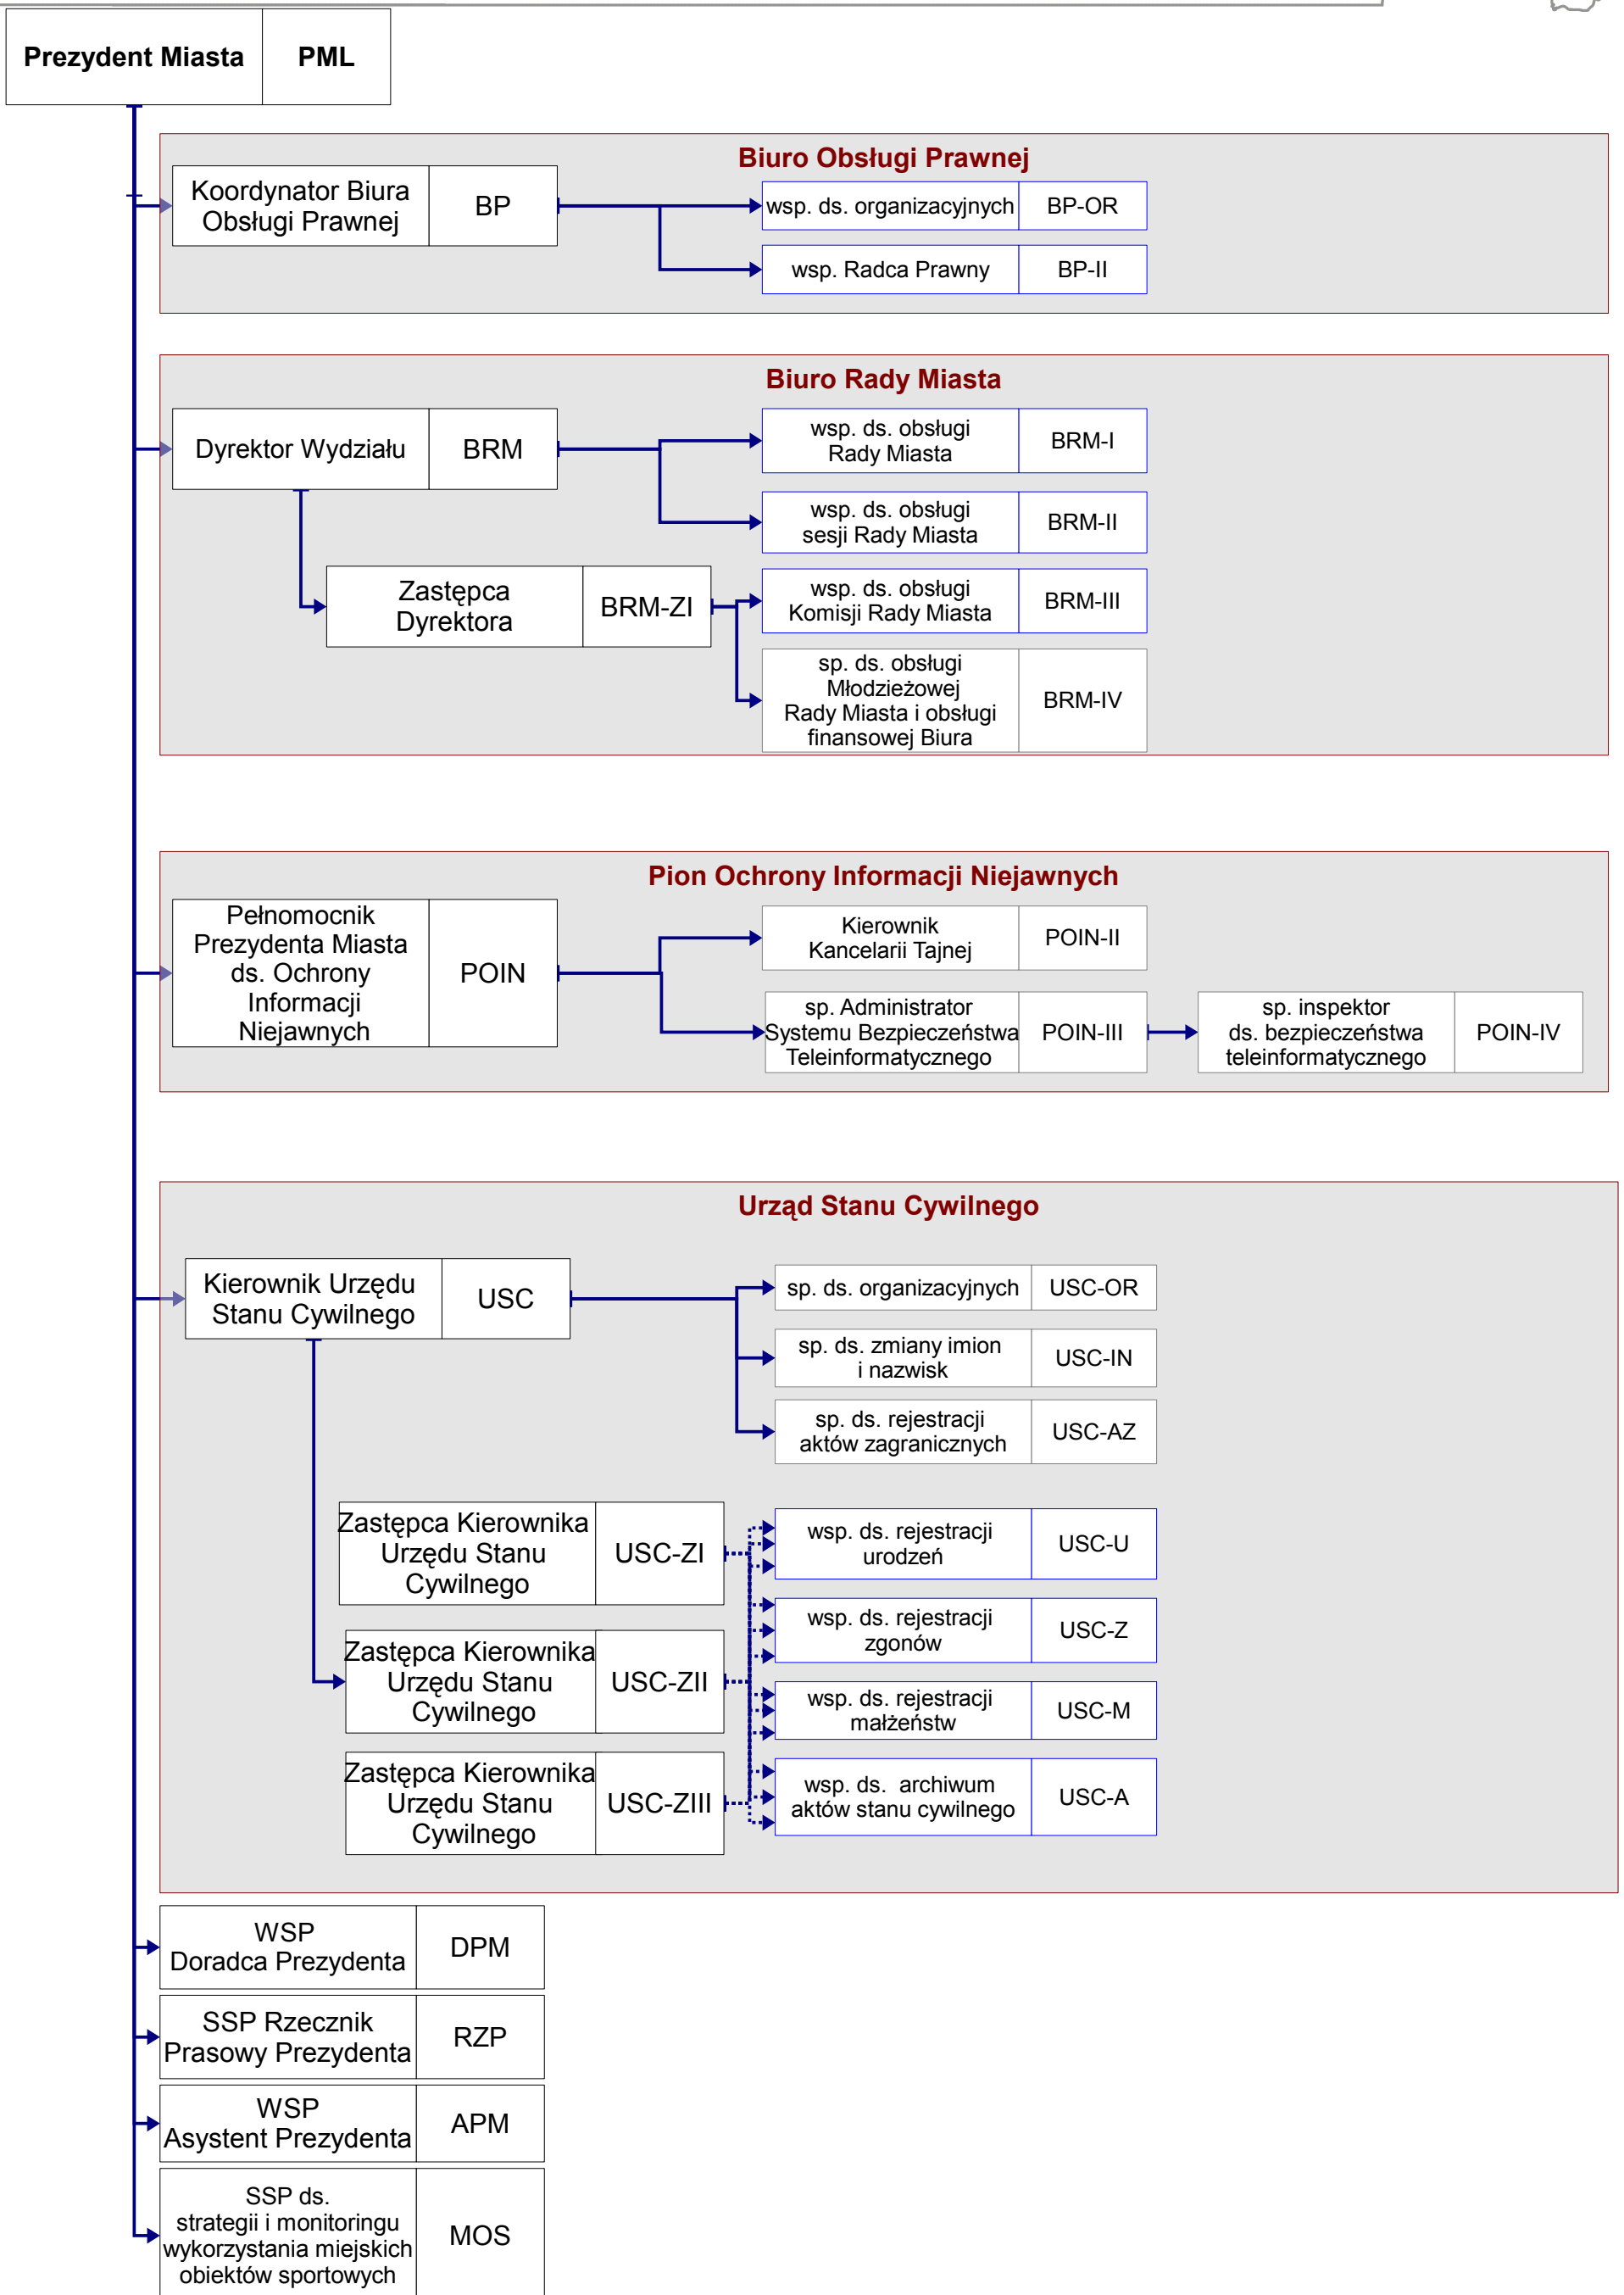 Prezydent Miasta PML
Biuro Obsługi Prawnej
Koordynator Biura
Obsługi Prawnej
BP
wsp. ds. organizacyjnych BP-OR
wsp. Radca Prawny BP-II
Biuro Rady Miasta
Dyrektor Wydziału BRM
wsp. ds. obsługi
Rady Miasta
BRM-I
wsp. ds. obsługi
sesji Rady Miasta
BRM-II
Zastępca
Dyrektora
BRM-ZI
wsp. ds. obsługi
Komisji Rady Miasta
BRM-III
sp. ds. obsługi
Młodzieżowej
Rady Miasta i obsługi
finansowej Biura
BRM-IV
Pion Ochrony Informacji Niejawnych
Pełnomocnik
Prezydenta Miasta
ds. Ochrony
Informacji
Niejawnych
POIN
Kierownik
Kancelarii Tajnej
POIN-II
sp. Administrator
Systemu Bezpieczeństwa
Teleinformatycznego
POIN-III
sp. inspektor
ds. bezpieczeństwa
teleinformatycznego
POIN-IV
Urząd Stanu Cywilnego
Kierownik Urzędu
Stanu Cywilnego
USC
sp. ds. organizacyjnych USC-OR
sp. ds. zmiany imion
i nazwisk
USC-IN
sp. ds. rejestracji
aktów zagranicznych
USC-AZ
Zastępca Kierownika
Urzędu Stanu
Cywilnego
USC-ZI
wsp. ds. rejestracji
urodzeń
USC-U
wsp. ds. rejestracji
zgonów
USC-Z
Zastępca Kierownika
Urzędu Stanu
Cywilnego
USC-ZII
wsp. ds. rejestracji
małżeństw
USC-M
Zastępca Kierownika
Urzędu Stanu
Cywilnego
USC-ZIII
wsp. ds. archiwum
aktów stanu cywilnego
USC-A
WSP
Doradca Prezydenta
DPM
SSP Rzecznik
Prasowy Prezydenta
RZP
WSP
Asystent Prezydenta
APM
SSP ds.
strategii i monitoringu
wykorzystania miejskich
obiektów sportowych
MOS